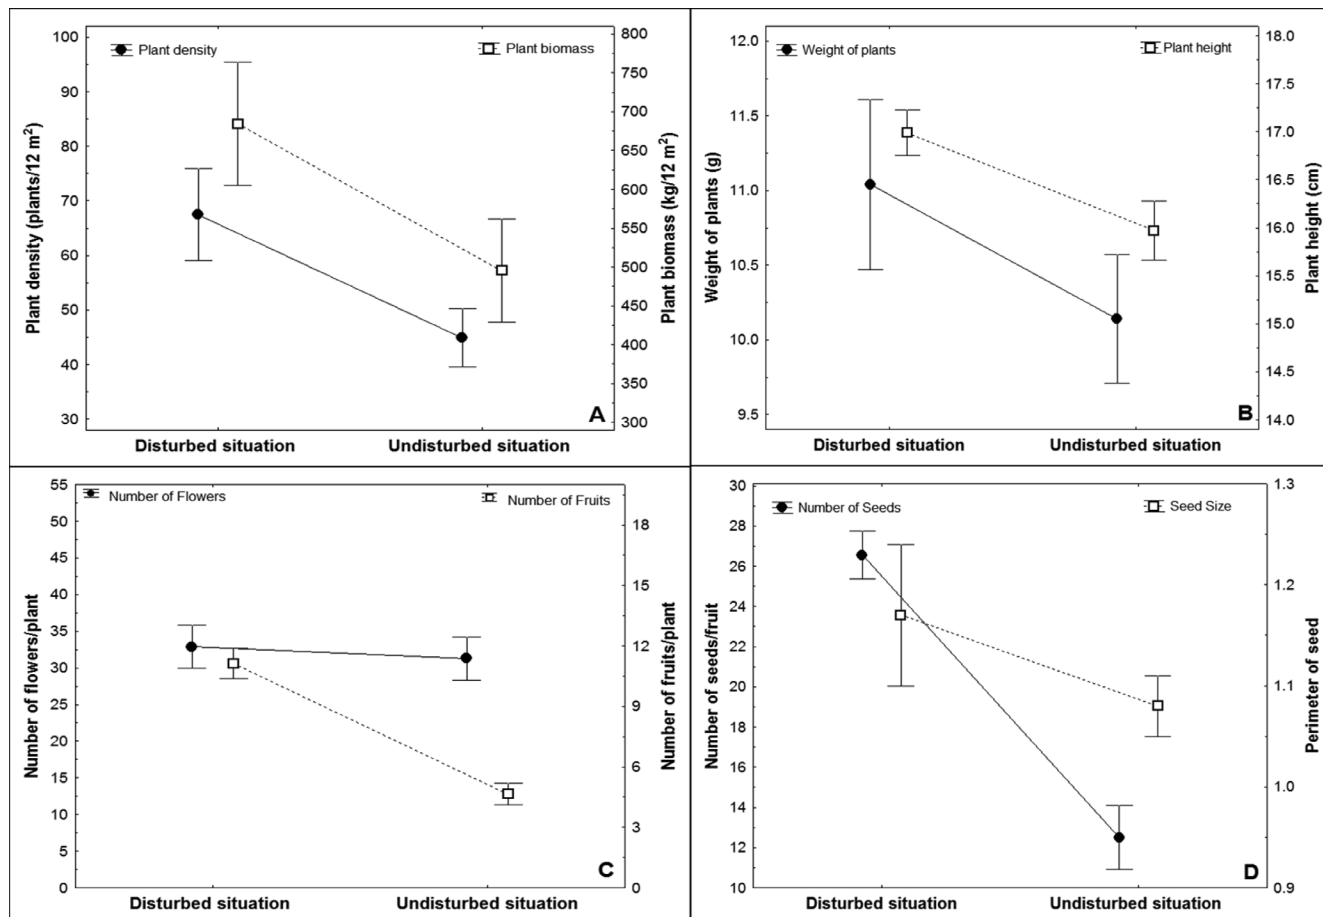 Plant density
Plant biomass
Plant density (plants/12 m²)
100
90
80
70
60
50
40
30
Plant biomass (kg/12 m²)
800
750
700
650
600
550
500
450
400
350
300
A
Disturbed situation
Undisturbed situation
Weight of plants
Plant height
Weight of plants (g)
12.0
11.5
11.0
10.5
10.0
9.5
Plant height (cm)
18.0
17.5
17.0
16.5
16.0
15.5
15.0
14.5
14.0
B
Disturbed situation
Undisturbed situation
Number of Flowers
Number of Fruits
Number of flowers/plant
55
50
45
40
35
30
25
20
15
10
5
0
Number of fruits/plant
18
15
12
9
6
3
0
C
Disturbed situation
Undisturbed situation
Number of Seeds
Seed Size
Number of seeds/fruit
30
28
26
24
22
20
18
16
14
12
10
Perimeter of seed
1.3
1.2
1.1
1.0
0.9
D
Disturbed situation
Undisturbed situation